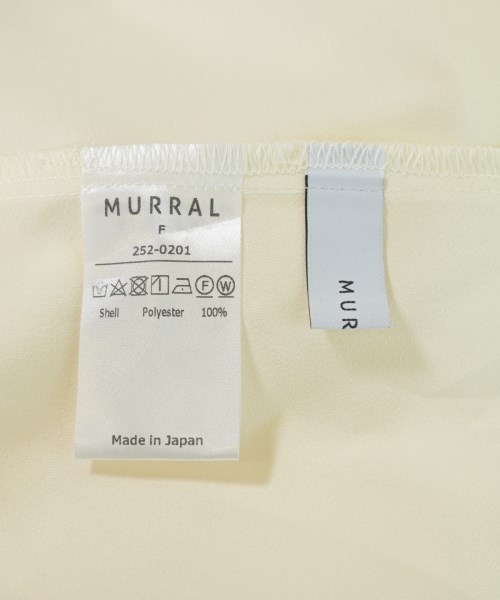 MURRAL
F
252-0201
F W
Shell Polyester 100%
Made in Japan
MUR